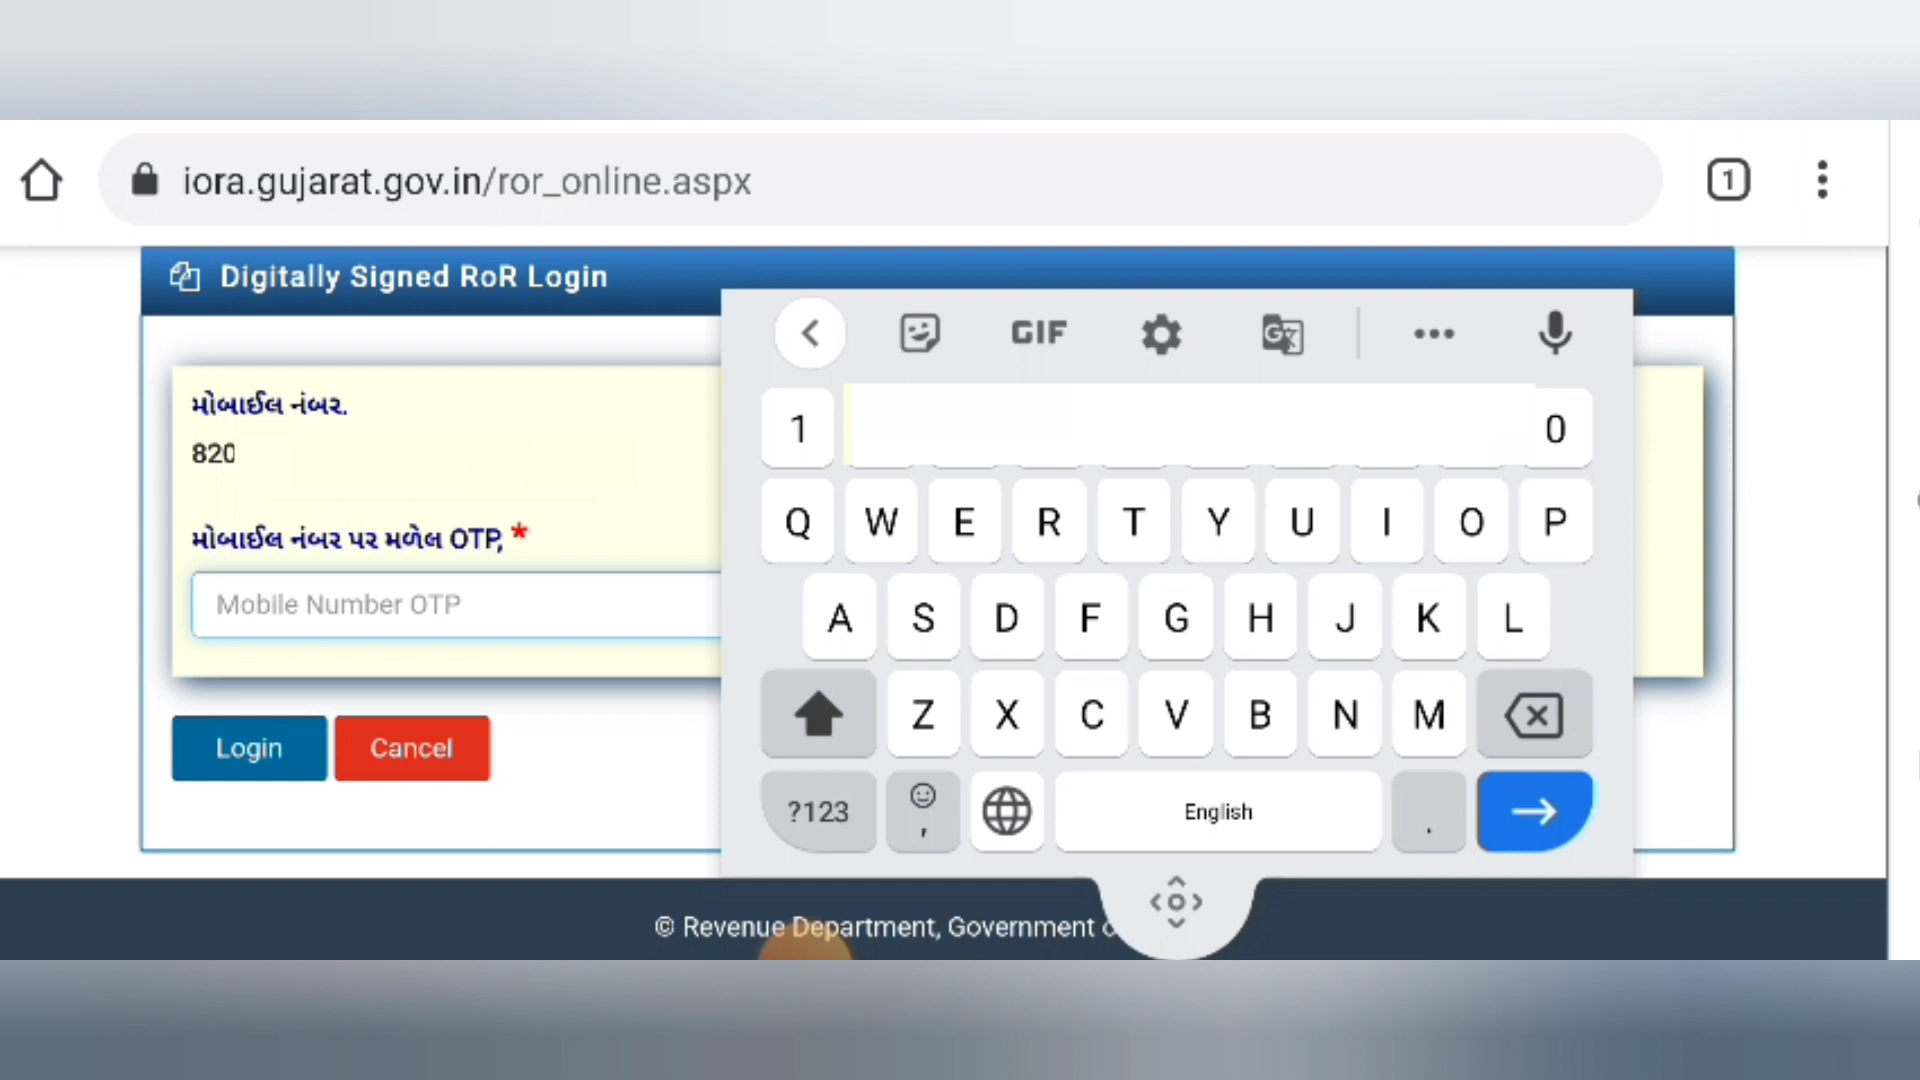 iora.gujarat.gov.in/ror_online.aspx
1
Digitally Signed RoR Login
મોબાઈલ નંબર.
820
મોબાઈલ નંબર પર મળેલ OTP, *
Mobile Number OTP
Login Cancel
GIF
1 0
Q W E R T Y U I O P
A S D F G H J K L
Z X C V B N M
?123 , English .
© Revenue Department, Government